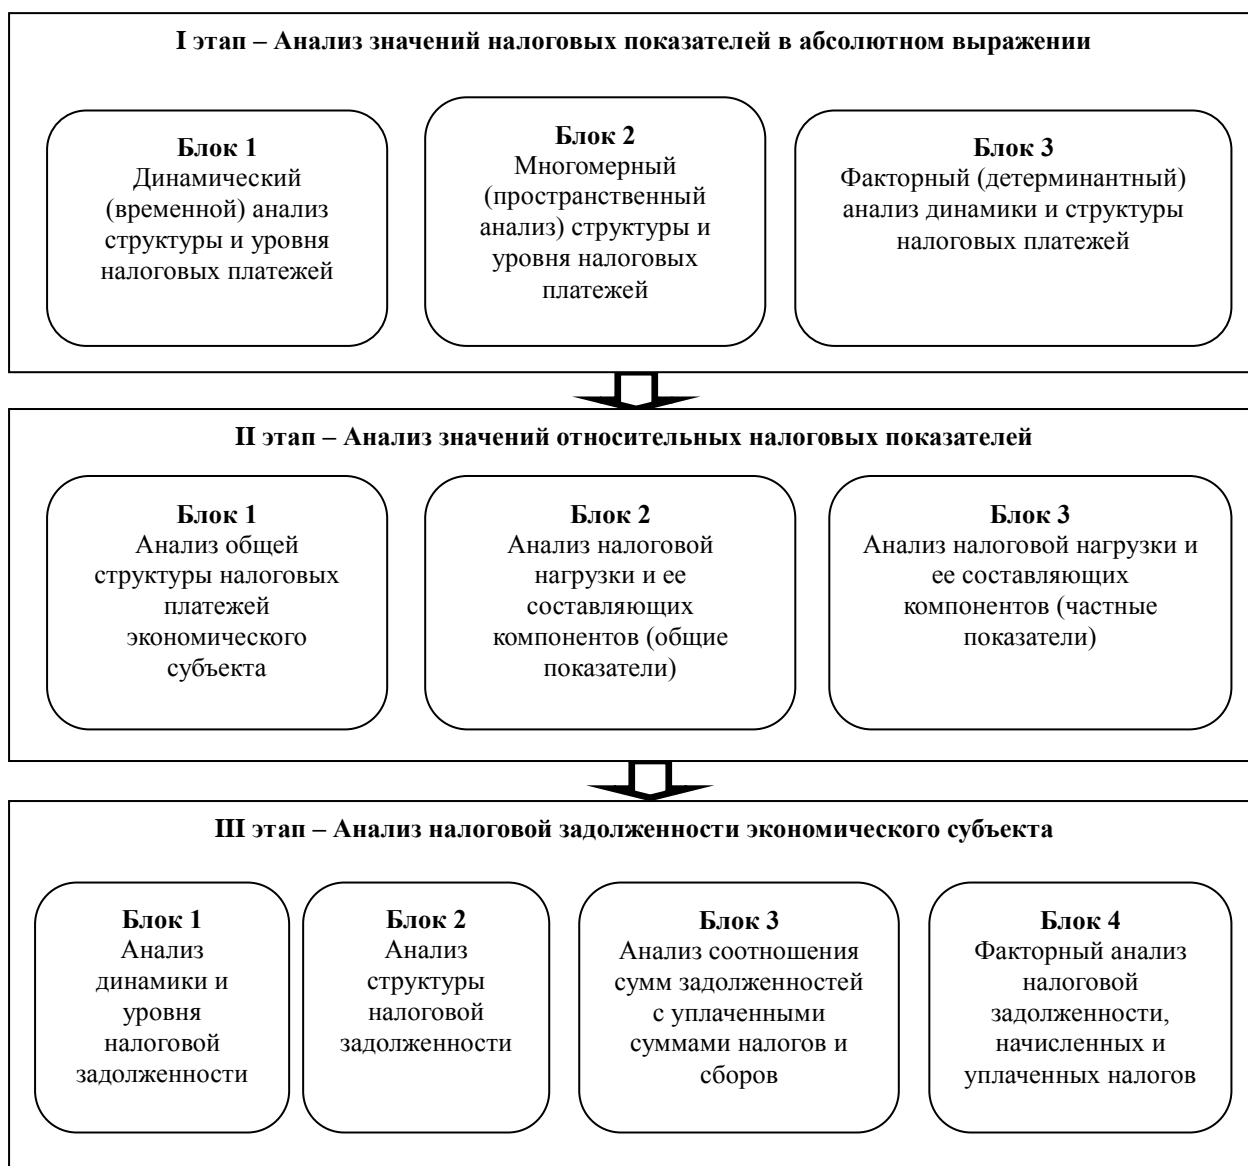 I этап – Анализ значений налоговых показателей в абсолютном выражении
Блок 1
Динамический
(временной) анализ
структуры и уровня
налоговых платежей
Блок 2
Многомерный
(пространственный
анализ) структуры и
уровня налоговых
платежей
Блок 3
Факторный (детерминантный)
анализ динамики и структуры
налоговых платежей
II этап – Анализ значений относительных налоговых показателей
Блок 1
Анализ общей
структуры налоговых
платежей
экономического
субъекта
Блок 2
Анализ налоговой
нагрузки и ее
составляющих
компонентов (общие
показатели)
Блок 3
Анализ налоговой нагрузки и
ее составляющих
компонентов (частные
показатели)
III этап – Анализ налоговой задолженности экономического субъекта
Блок 1
Анализ
динамики и
уровня
налоговой
задолженности
Блок 2
Анализ
структуры
налоговой
задолженности
Блок 3
Анализ соотношения
сумм задолженностей
с уплаченными
суммами налогов и
сборов
Блок 4
Факторный анализ
налоговой
задолженности,
начисленных и
уплаченных налогов